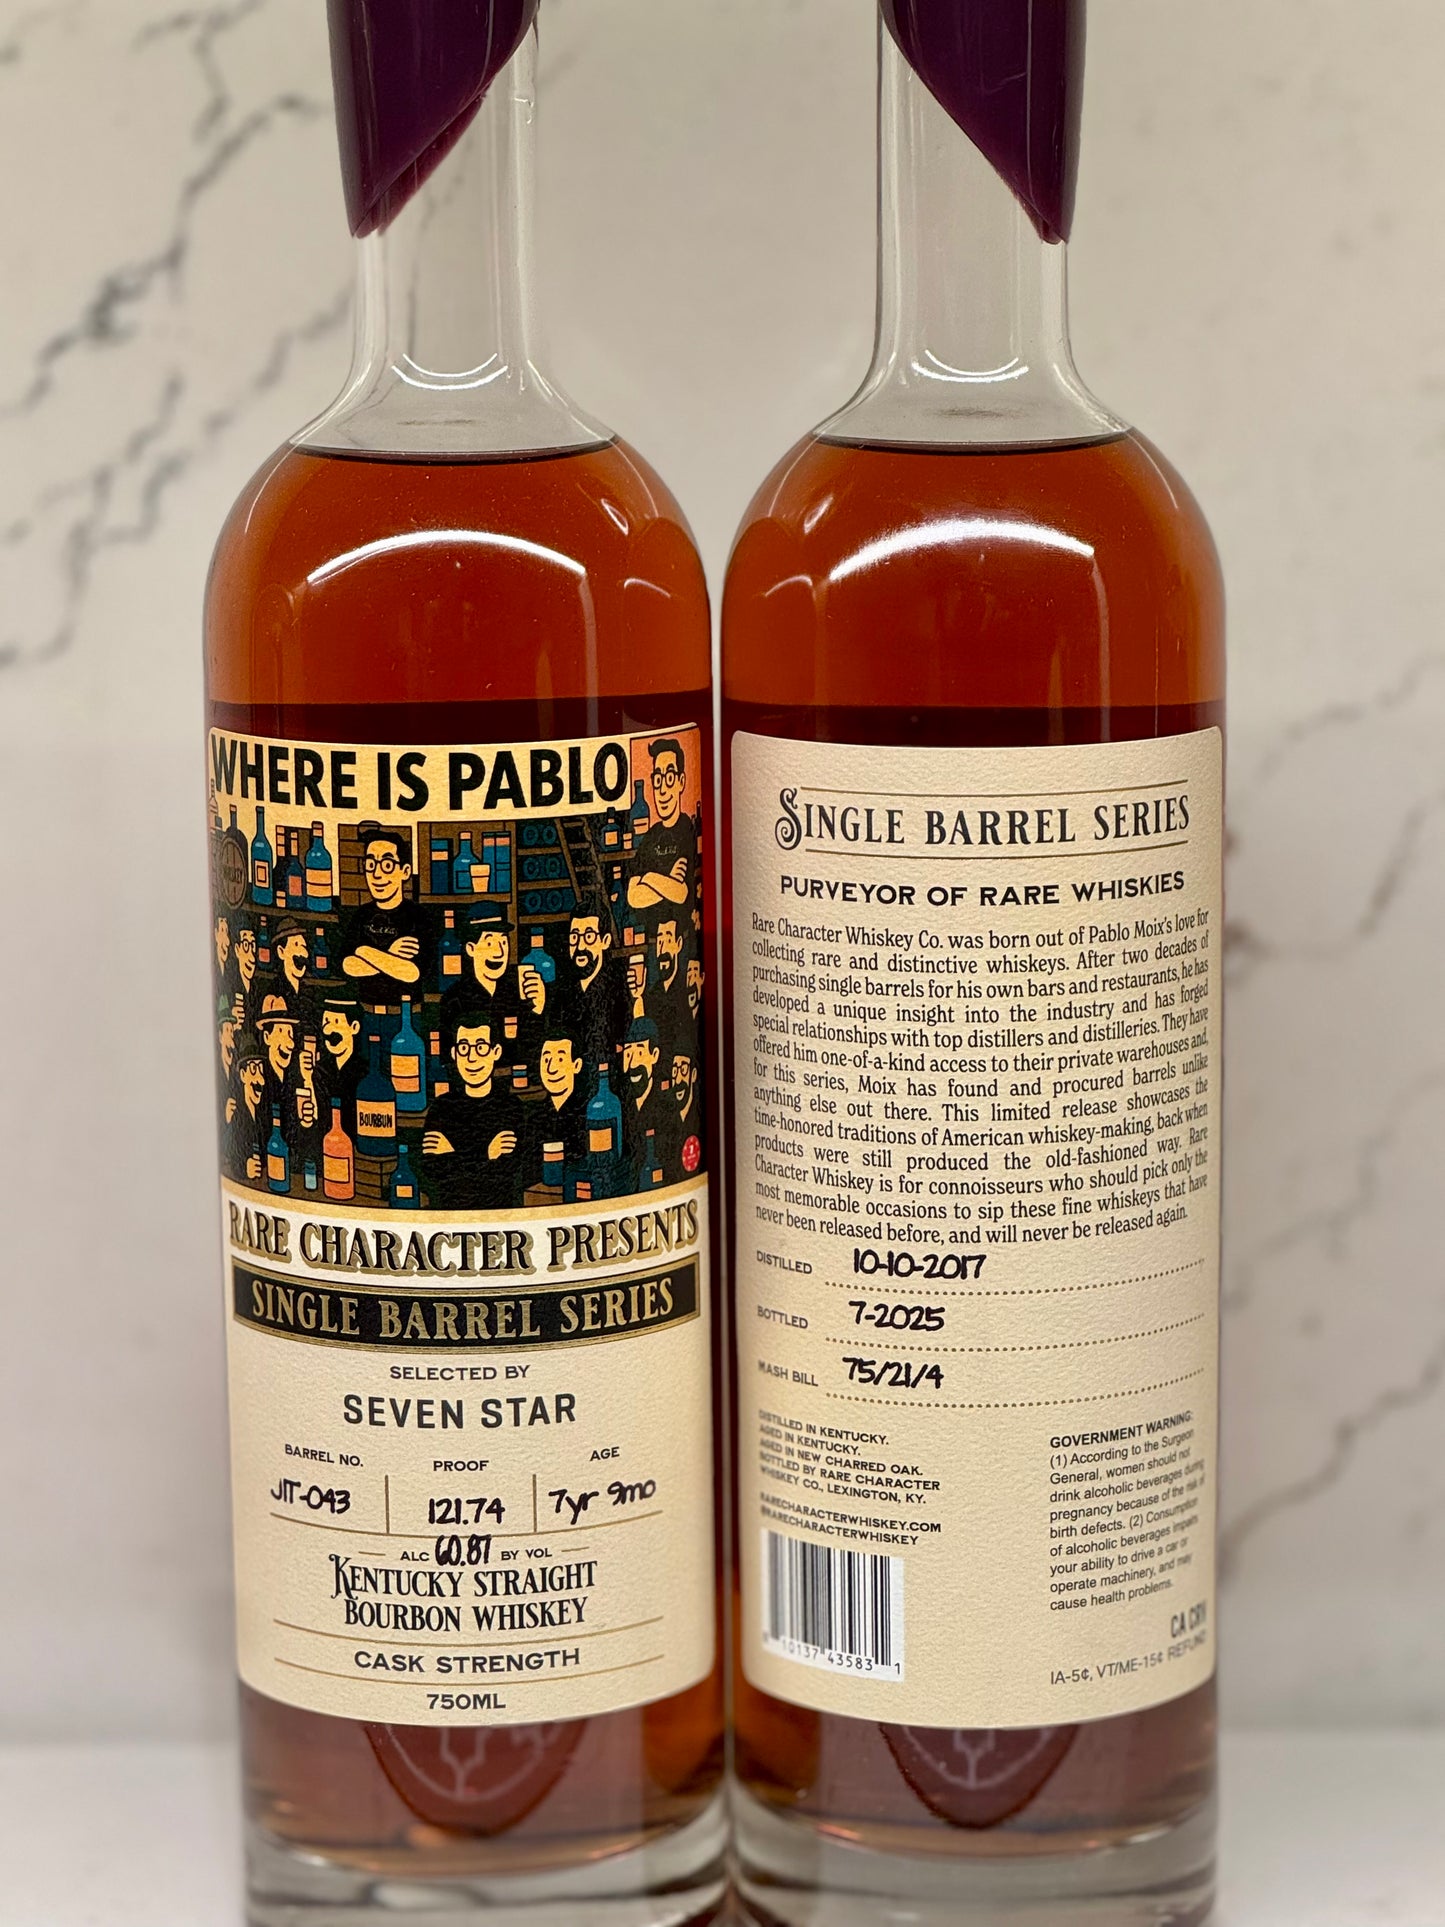 WHERE IS PABLO
BOURBUN
RARE CHARACTER PRESENTS
SINGLE BARREL SERIES
SELECTED BY
SEVEN STAR
BARREL NO. PROOF AGE
JIT-043 121.74 7yr 9mo
ALC 60.87 BY VOL
KENTUCKY STRAIGHT
BOURBON WHISKEY
CASK STRENGTH
750ML
SINGLE BARREL SERIES
PURVEYOR OF RARE WHISKIES
Rare Character Whiskey Co. was born out of Pablo Moix's love for
collecting rare and distinctive whiskeys. After two decades of
purchasing single barrels for his own bars and restaurants, he has
developed a unique insight into the industry and has forged
special relationships with top distillers and distilleries. They have
offered him one-of-a-kind access to their private warehouses and,
for this series, Moix has found and procured barrels unlike
anything else out there. This limited release showcases the
time-honored traditions of American whiskey-making, back when
products were still produced the old-fashioned way. Rare
Character Whiskey is for connoisseurs who should pick only the
most memorable occasions to sip these fine whiskeys that have
never been released before, and will never be released again.
DISTILLED 10-10-2017
BOTTLED 7-2025
MASH BILL 75/21/4
DISTILLED IN KENTUCKY.
AGED IN KENTUCKY.
AGED IN NEW CHARRED OAK.
BOTTLED BY RARE CHARACTER
WHISKEY CO., LEXINGTON, KY.
RARECHARACTERWHISKEY.COM
@RARECHARACTERWHISKEY
10137 43583 1
GOVERNMENT WARNING:
(1) According to the Surgeon
General, women should not
drink alcoholic beverages during
pregnancy because of the risk of
birth defects. (2) Consumption
of alcoholic beverages impairs
your ability to drive a car or
operate machinery, and may
cause health problems.
CA CRV
IA-5¢, VT/ME-15¢ REFUND